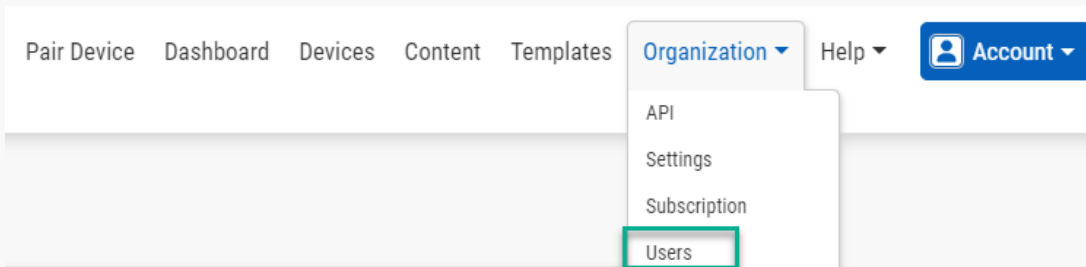 Pair Device Dashboard Devices Content Templates Organization Help Account
API
Settings
Subscription
Users